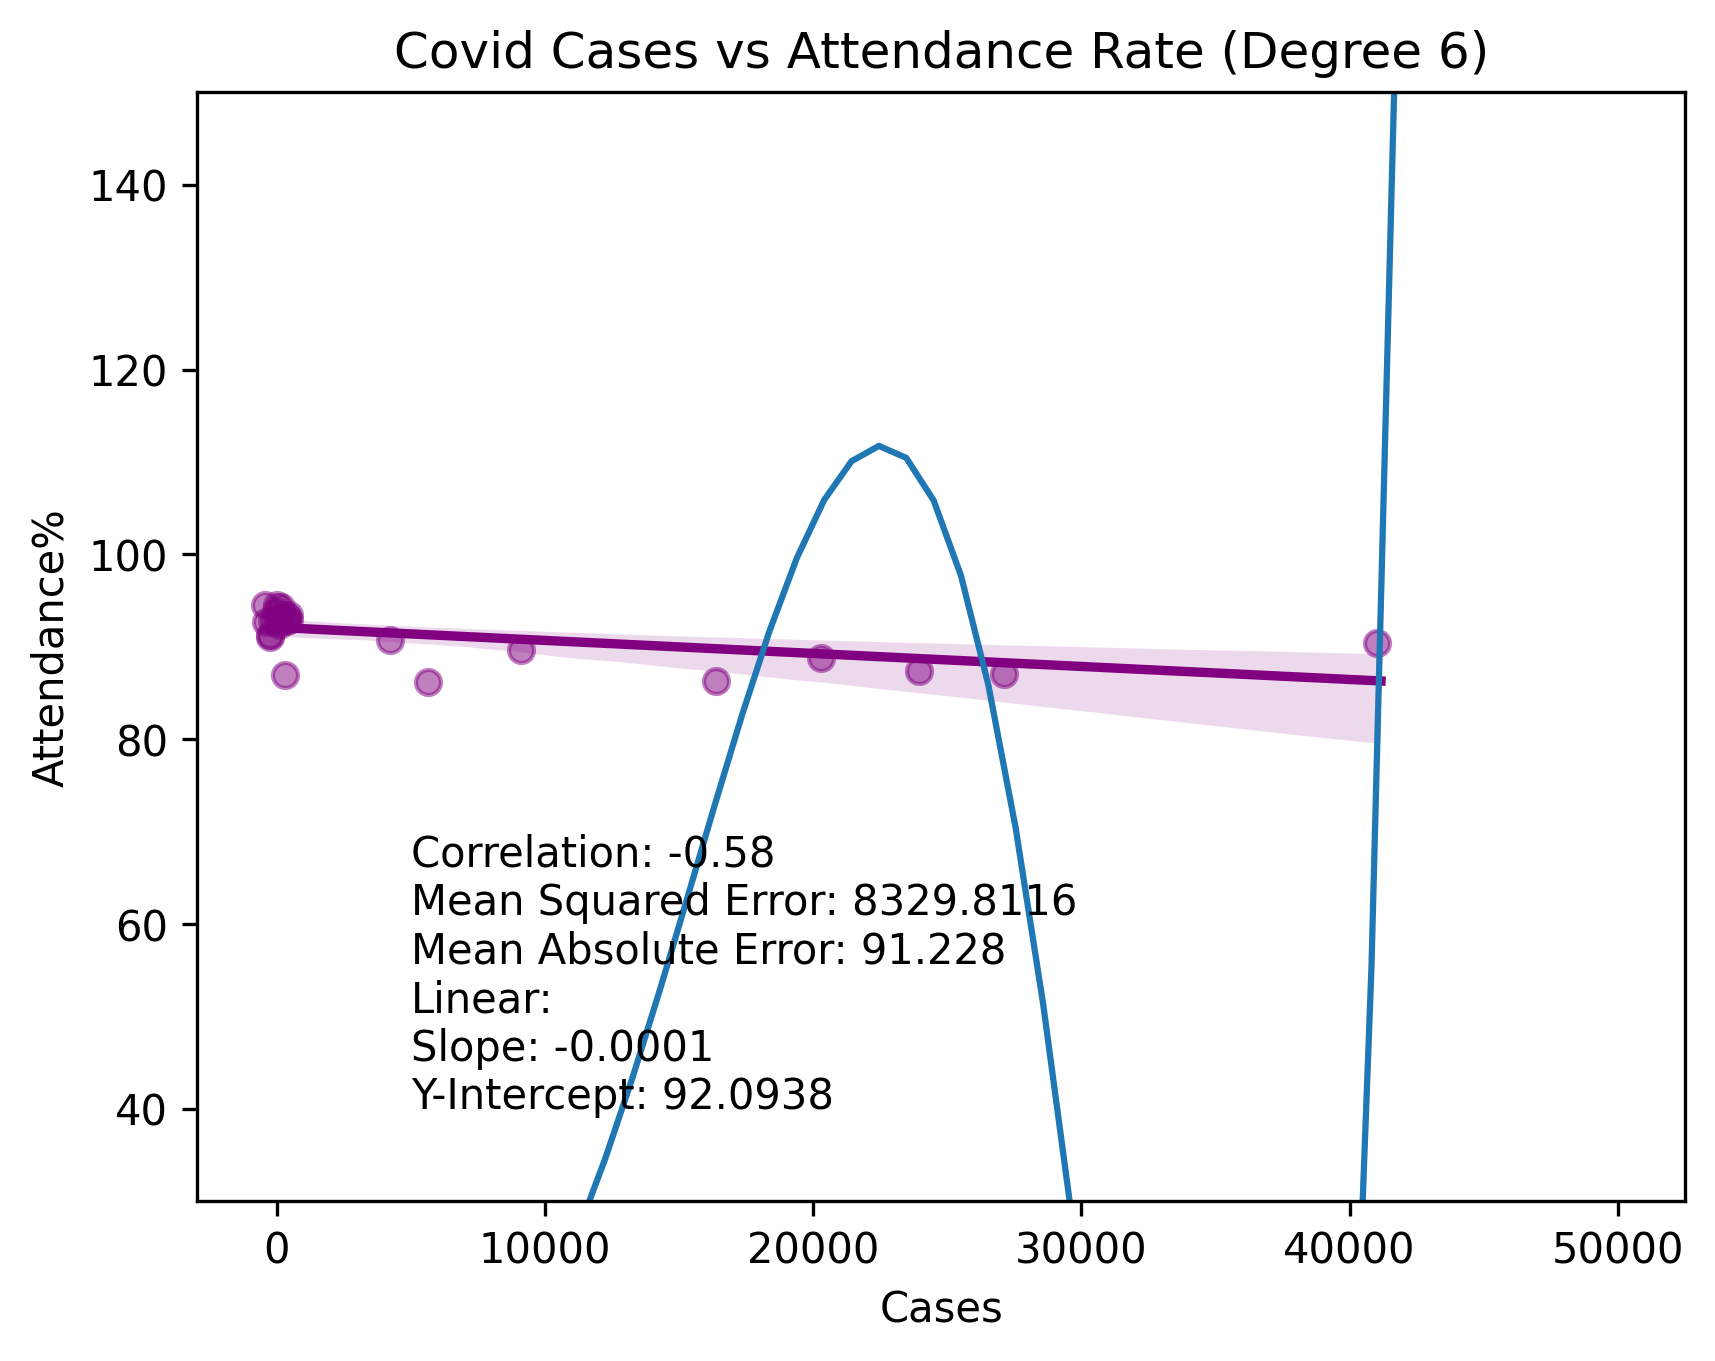 Covid Cases vs Attendance Rate (Degree 6)
140
120
100
80
60
40
Attendance%
Correlation: -0.58
Mean Squared Error: 8329.8116
Mean Absolute Error: 91.228
Linear:
Slope: -0.0001
Y-Intercept: 92.0938
0 10000 20000 30000 40000 50000
Cases